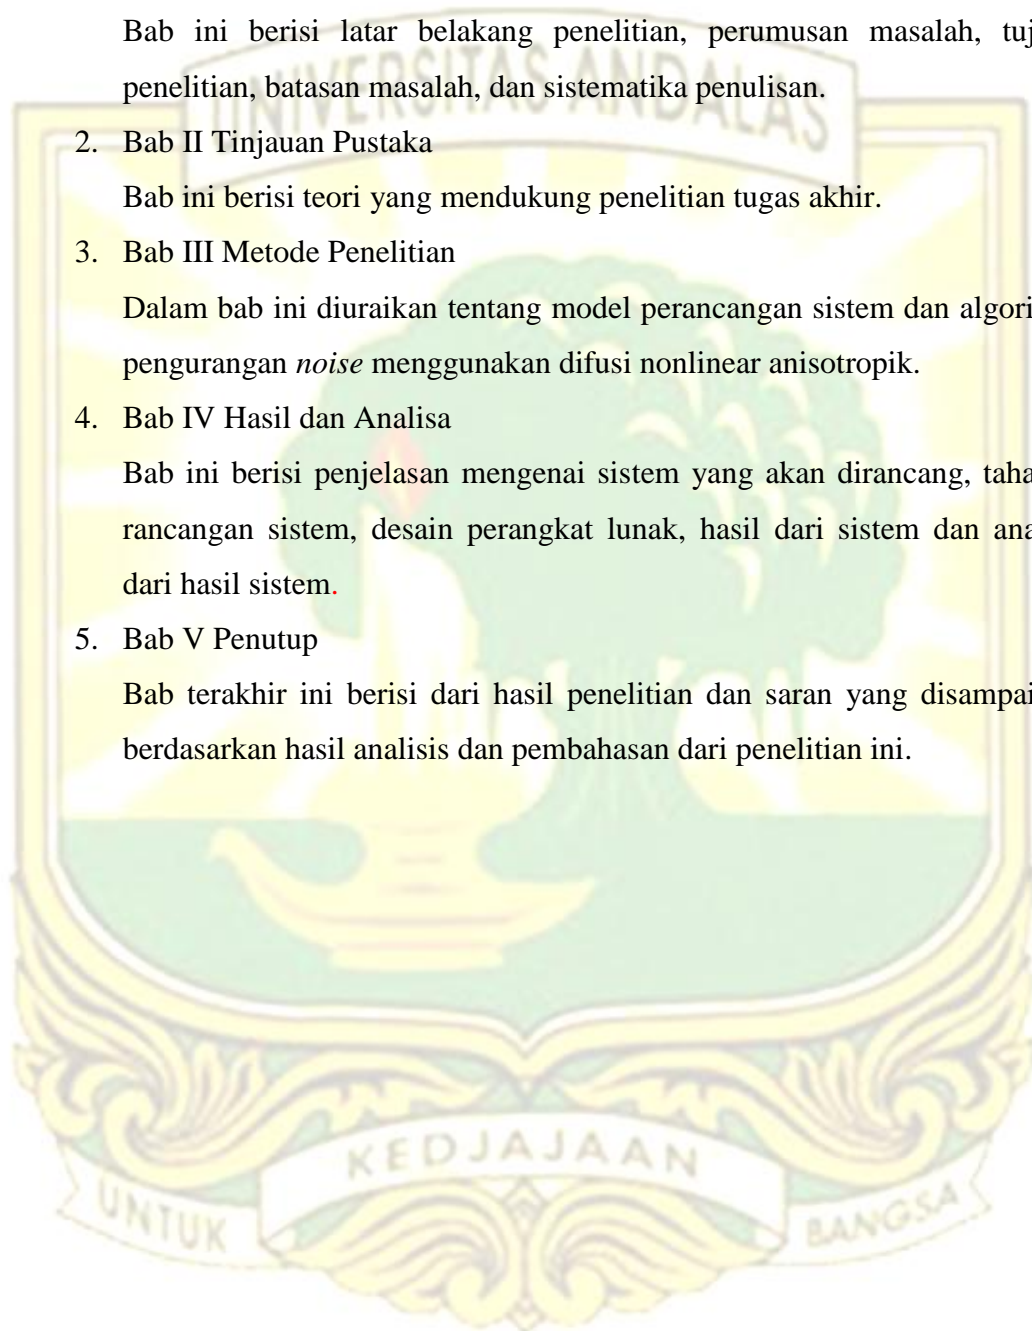 Bab ini berisi latar belakang penelitian, perumusan masalah, tuj
penelitian, batasan masalah, dan sistematika penulisan.
UNIVERSITAS ANDALAS
2. Bab II Tinjauan Pustaka
Bab ini berisi teori yang mendukung penelitian tugas akhir.
3. Bab III Metode Penelitian
Dalam bab ini diuraikan tentang model perancangan sistem dan algori
pengurangan noise menggunakan difusi nonlinear anisotropik.
4. Bab IV Hasil dan Analisa
Bab ini berisi penjelasan mengenai sistem yang akan dirancang, taha
rancangan sistem, desain perangkat lunak, hasil dari sistem dan ana
dari hasil sistem.
5. Bab V Penutup
Bab terakhir ini berisi dari hasil penelitian dan saran yang disampai
berdasarkan hasil analisis dan pembahasan dari penelitian ini.
UNTUK KEDJAJAAN BANGSA